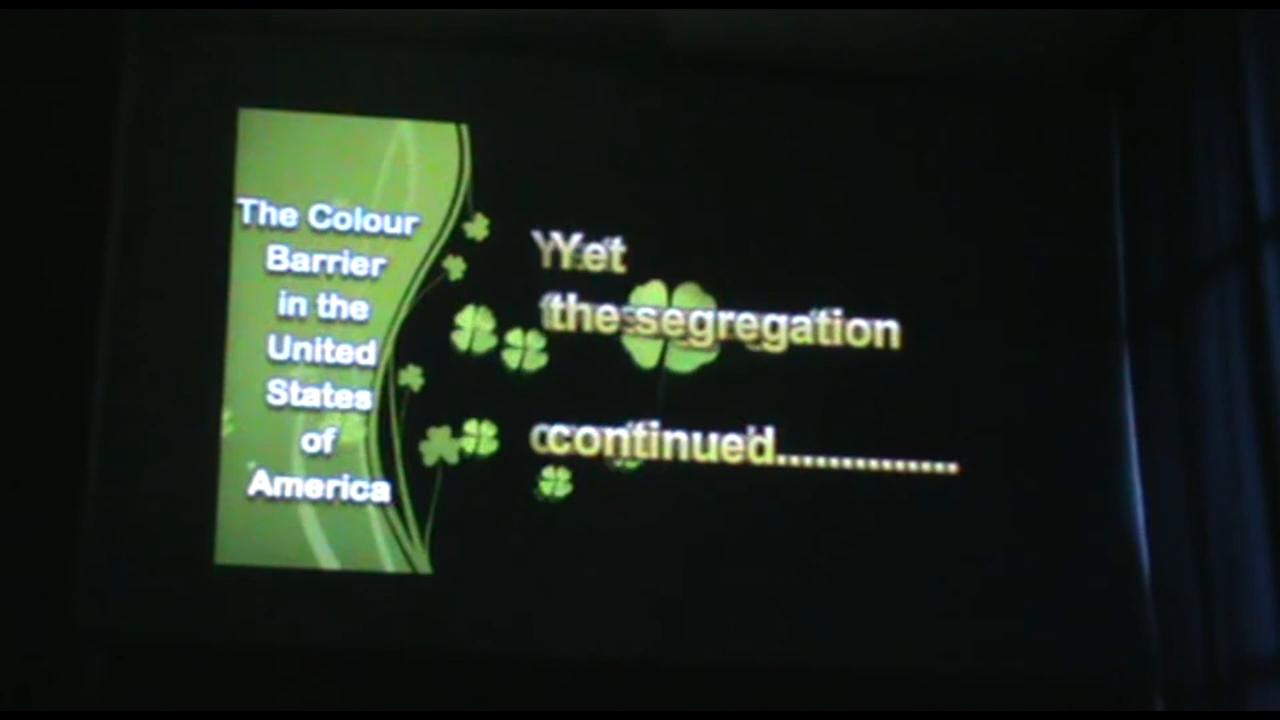 The Colour
Barrier
in the
United
States
of
America
Yet
the segregation
continued..............